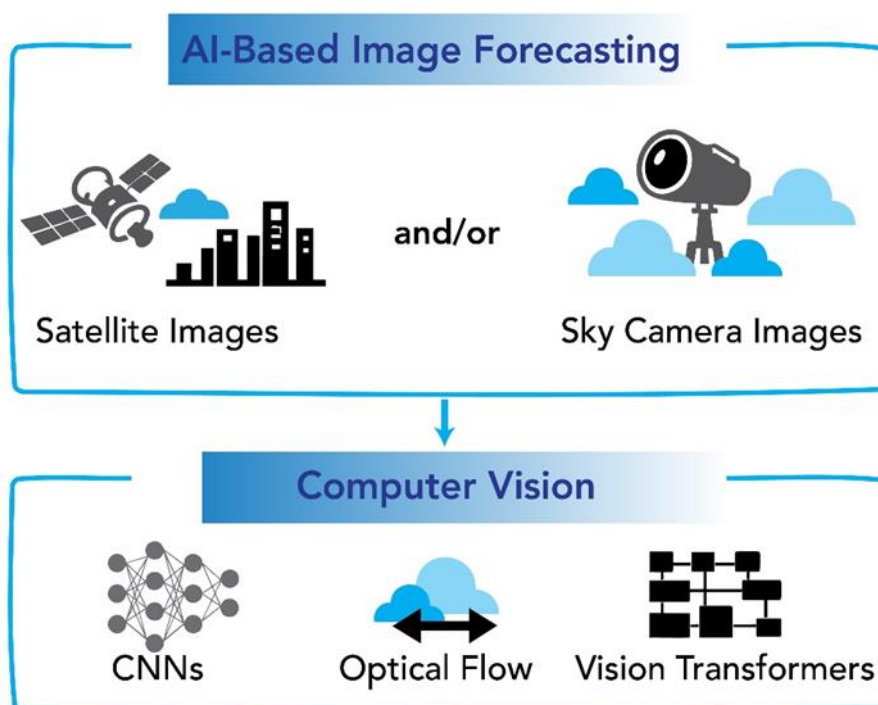 AI-Based Image Forecasting
and/or
Satellite Images
Sky Camera Images
Computer Vision
CNNs
Optical Flow
Vision Transformers